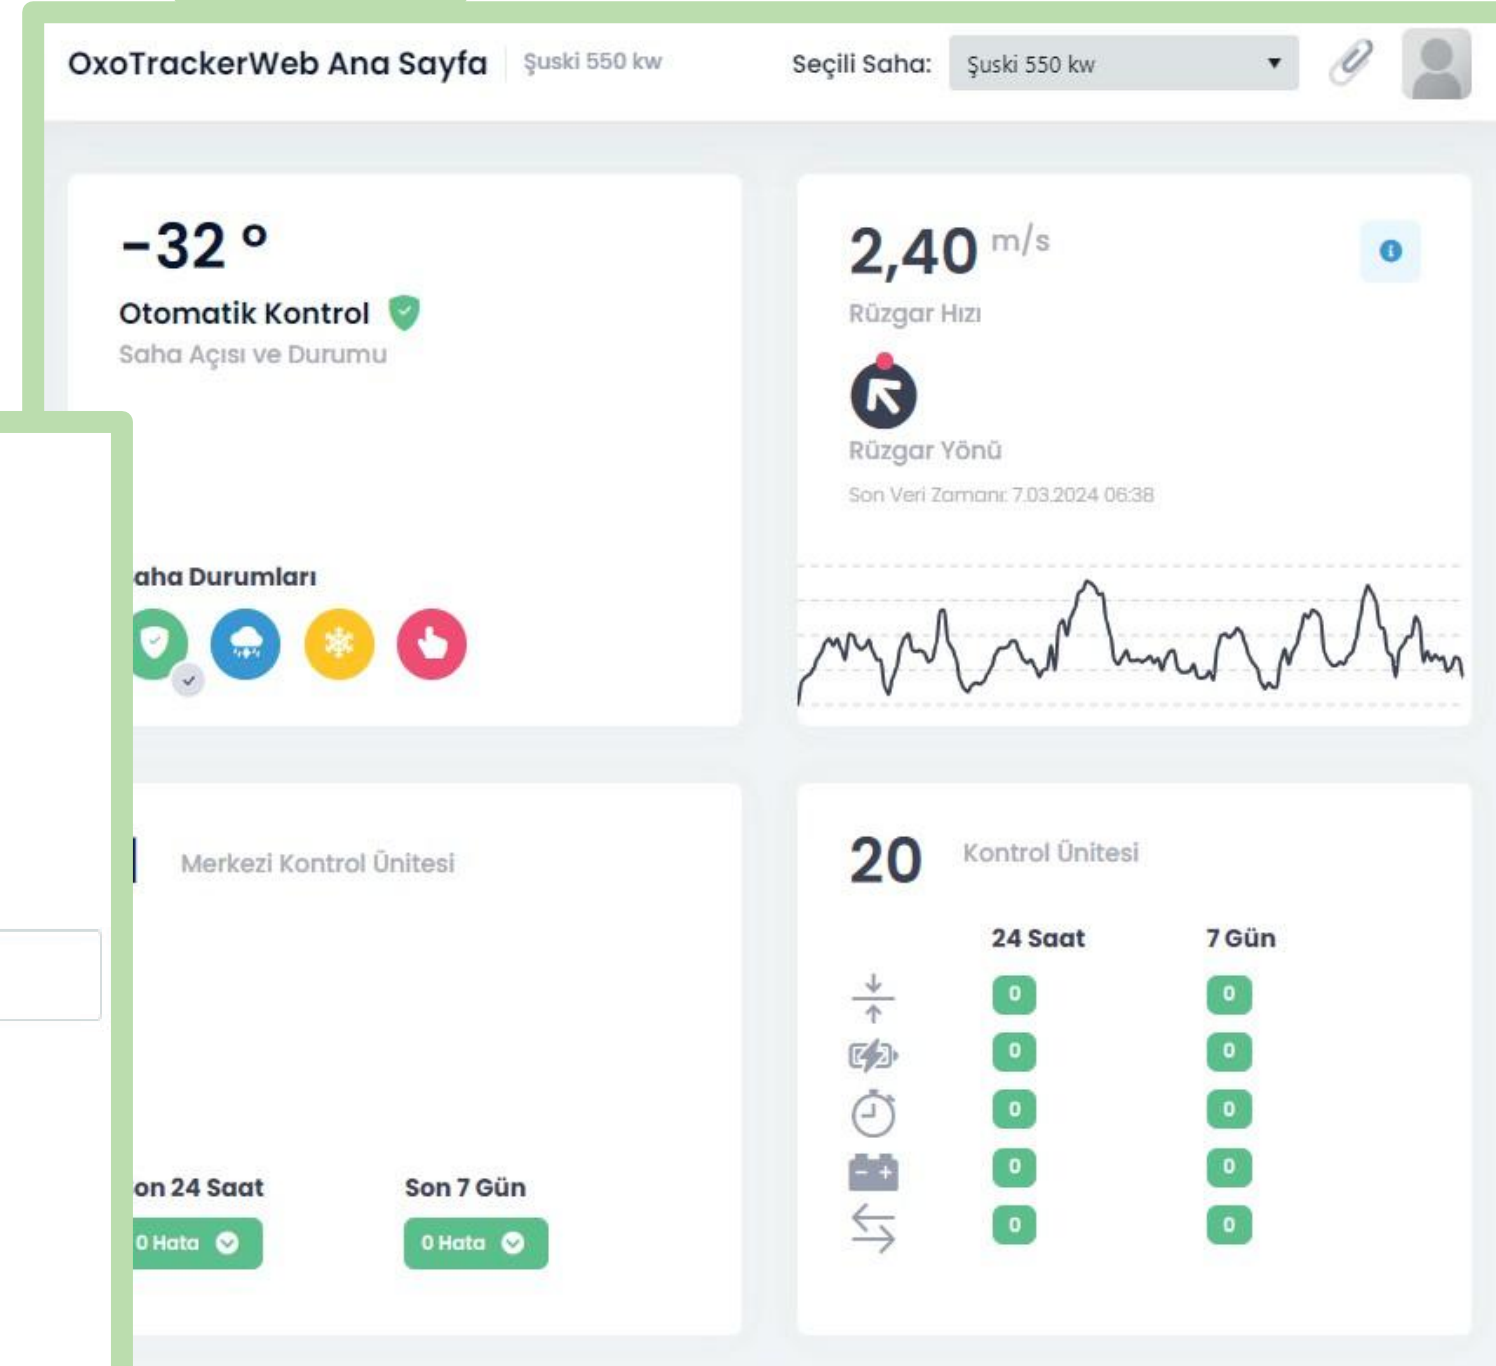 OxoTrackerWeb Ana Sayfa Şuski 550 kw Seçili Saha: Şuski 550 kw
-32 °
Otomatik Kontrol
Saha Açısı ve Durumu
aha Durumları
2,40 m/s
Rüzgar Hızı
Rüzgar Yönü
Son Veri Zamanı: 7.03.2024 06:38
Merkezi Kontrol Ünitesi
on 24 Saat Son 7 Gün
0 Hata 0 Hata
20 Kontrol Ünitesi
24 Saat 7 Gün
0 0
0 0
0 0
0 0
0 0